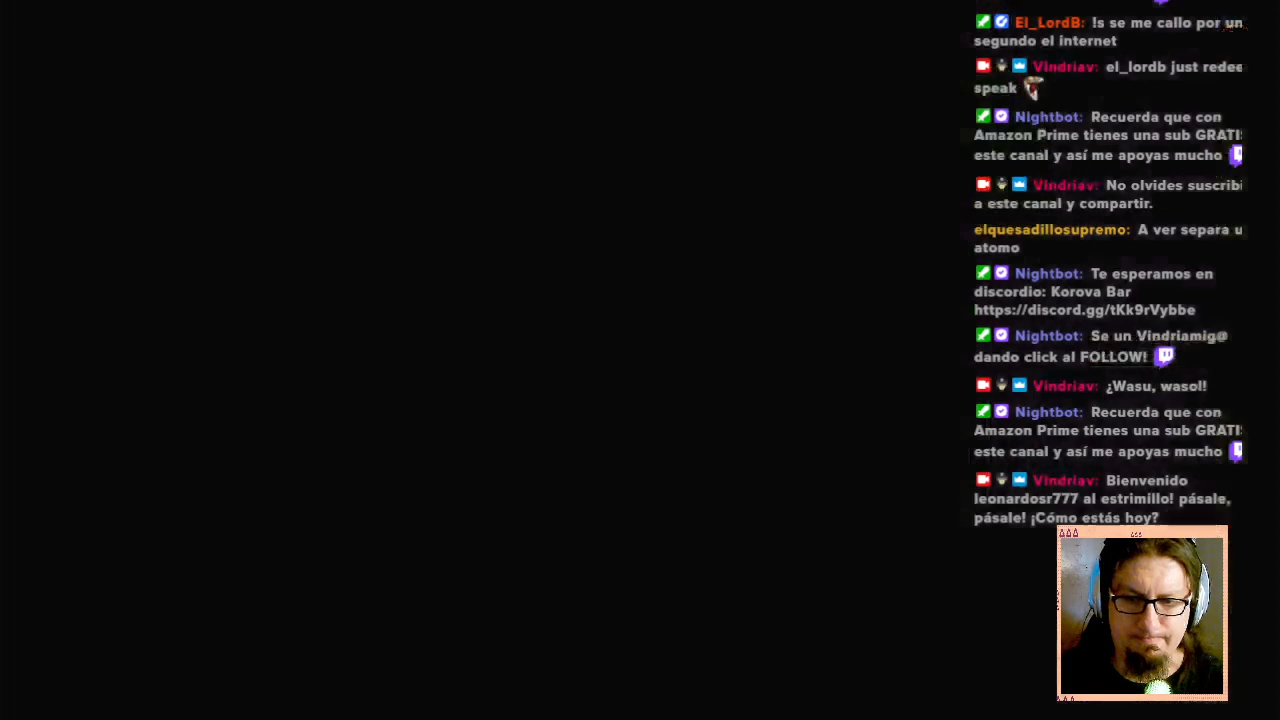 El_LordB: !s se me callo por un
segundo el internet
Vindriav: el_lordb just redee
speak
Nightbot: Recuerda que con
Amazon Prime tienes una sub GRATI
este canal y así me apoyas mucho
Vindriav: No olvides suscribi
a este canal y compartir.
elquesadillosupremo: A ver separa u
atomo
Nightbot: Te esperamos en
discordio: Korova Bar
https://discord.gg/tKk9rVybbe
Nightbot: Se un Vindriamig@
dando click al FOLLOW!
Vindriav: ¿Wasu, wasol!
Nightbot: Recuerda que con
Amazon Prime tienes una sub GRATI
este canal y así me apoyas mucho
Vindriav: Bienvenido
leonardosr777 al estrimillo! pásale,
pásale! ¡Cómo estás hoy?